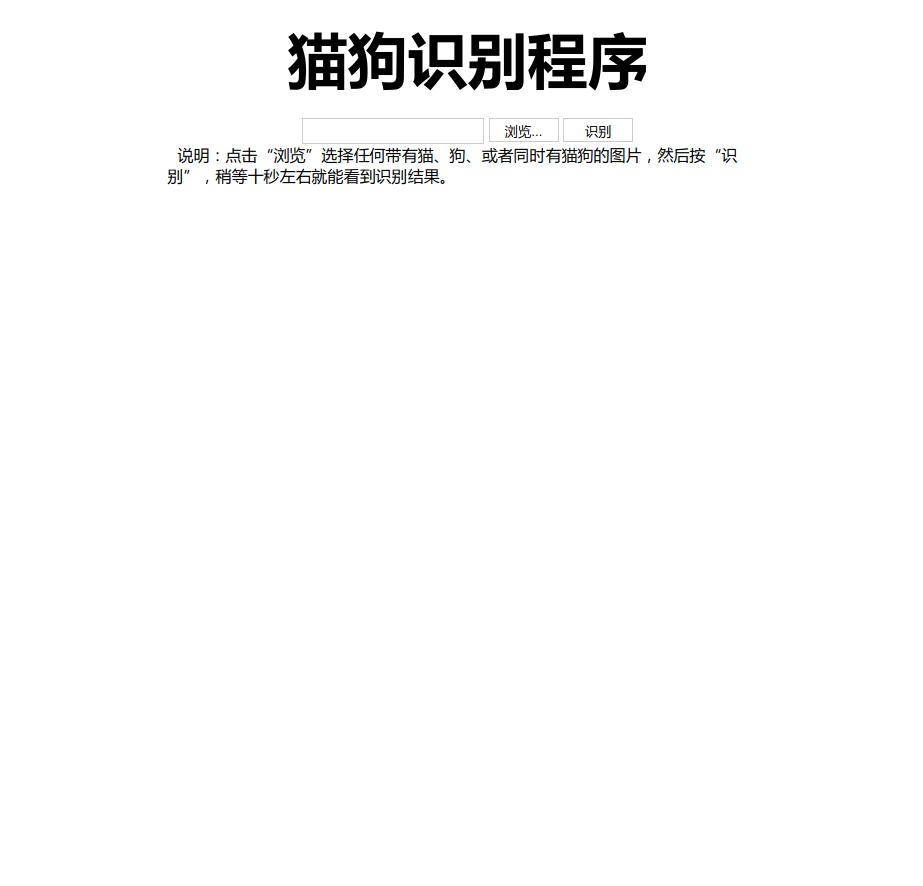 猫狗识别程序
浏览... 识别
说明：点击“浏览”选择任何带有猫、狗、或者同时有猫狗的图片，然后按“识
别”，稍等十秒左右就能看到识别结果。